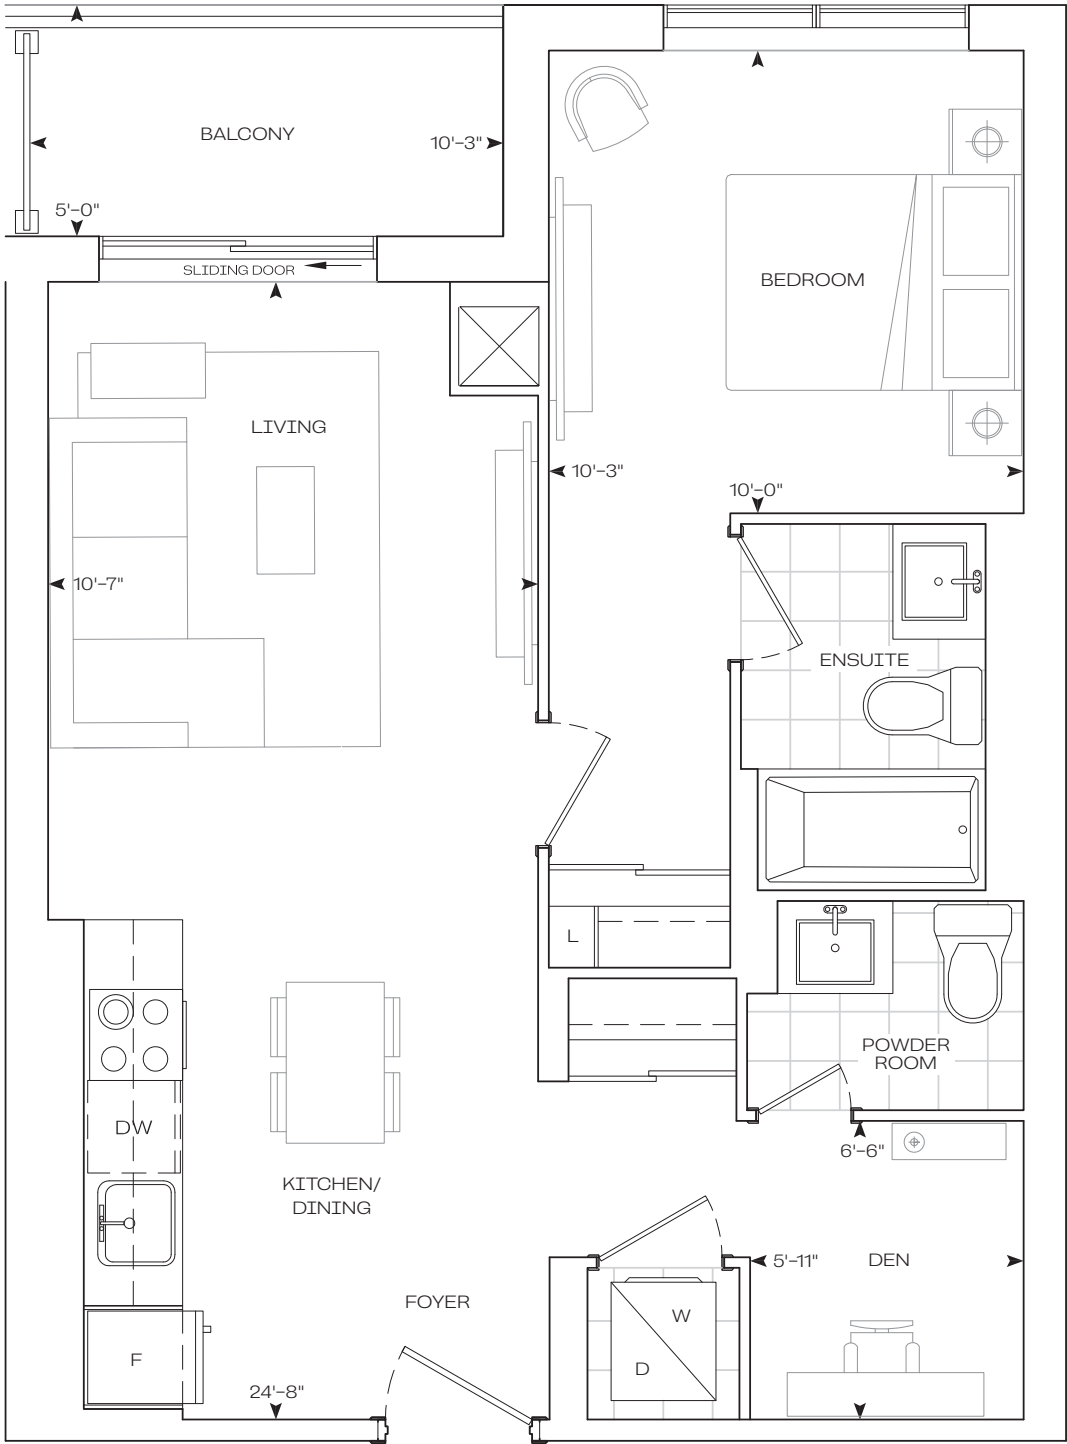 BALCONY
10'-3"
5'-0"
SLIDING DOOR
BEDROOM
LIVING
10'-3"
10'-0"
10'-7"
ENSUITE
L
POWDER
ROOM
DW
6'-6"
KITCHEN/
DINING
5'-11"
DEN
FOYER
W
F
D
24'-8"